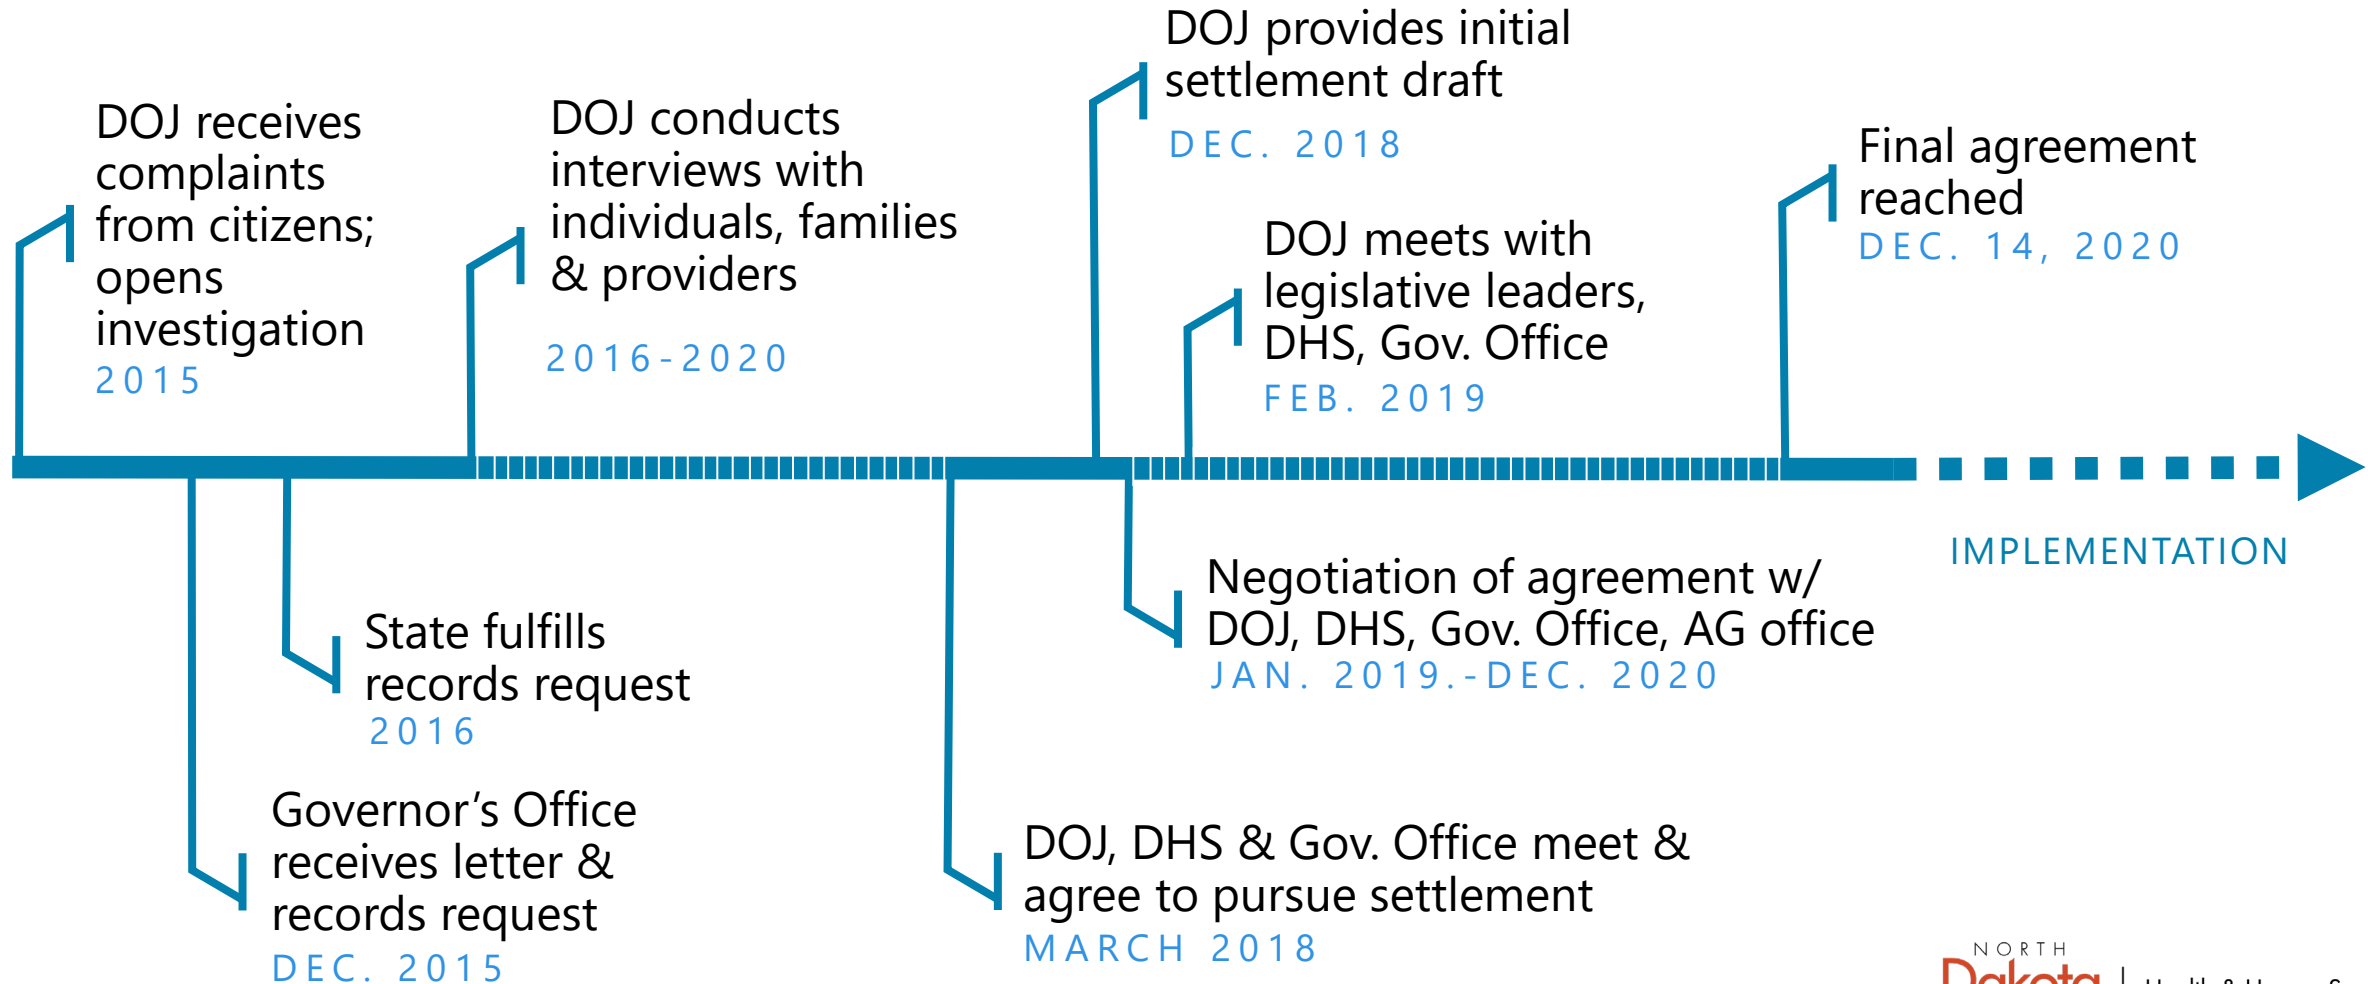 DOJ receives
complaints
from citizens;
opens
investigation
2015
DOJ conducts
interviews with
individuals, families
& providers
2016-2020
DOJ provides initial
settlement draft
DEC. 2018
DOJ meets with
legislative leaders,
DHS, Gov. Office
FEB. 2019
Final agreement
reached
DEC. 14, 2020
IMPLEMENTATION
State fulfills
records request
2016
Governor’s Office
receives letter &
records request
DEC. 2015
Negotiation of agreement w/
DOJ, DHS, Gov. Office, AG office
JAN. 2019.-DEC. 2020
DOJ, DHS & Gov. Office meet &
agree to pursue settlement
MARCH 2018
NORTH
Dakota